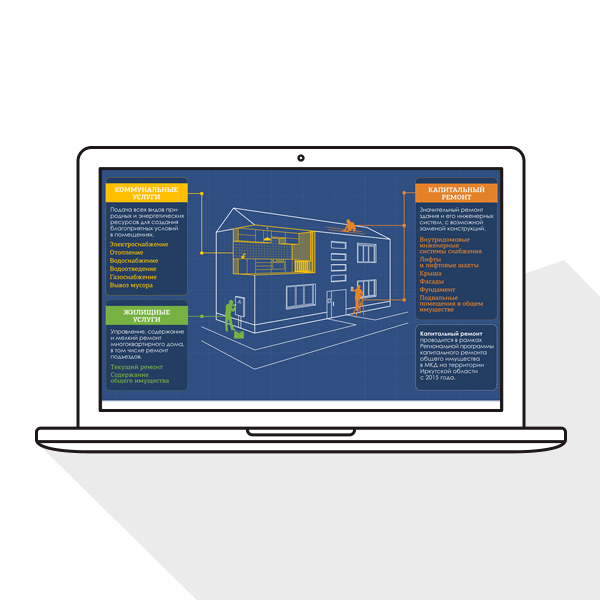 КОММУНАЛЬНЫЕ
УСЛУГИ
Подача всех видов при-
родных и энергетических
ресурсов для создания
благоприятных условий
в помещениях.
Электроснабжение
Отопление
Водоснабжение
Водоотведение
Газоснабжение
Вывоз мусора
ЖИЛИЩНЫЕ
УСЛУГИ
Управление, содержание
и мелкий ремонт
многоквартирного дома,
в том числе ремонт
подъездов.
Текущий ремонт
Содержание
общего имущества
КАПИТАЛЬНЫЙ
РЕМОНТ
Значительный ремонт
здания и его инженерных
систем, с возможной
заменой конструкций.
Внутридомовые
инженерные
системы снабжения
Лифты
и лифтовые шахты
Крыша
Фасады
Фундамент
Подвальные
помещения в общем
имуществе
Капитальный ремонт
проводится в рамках
Региональной программы
капитального ремонта
общего имущества
в МКД на территории
Иркутской области
с 2015 года.